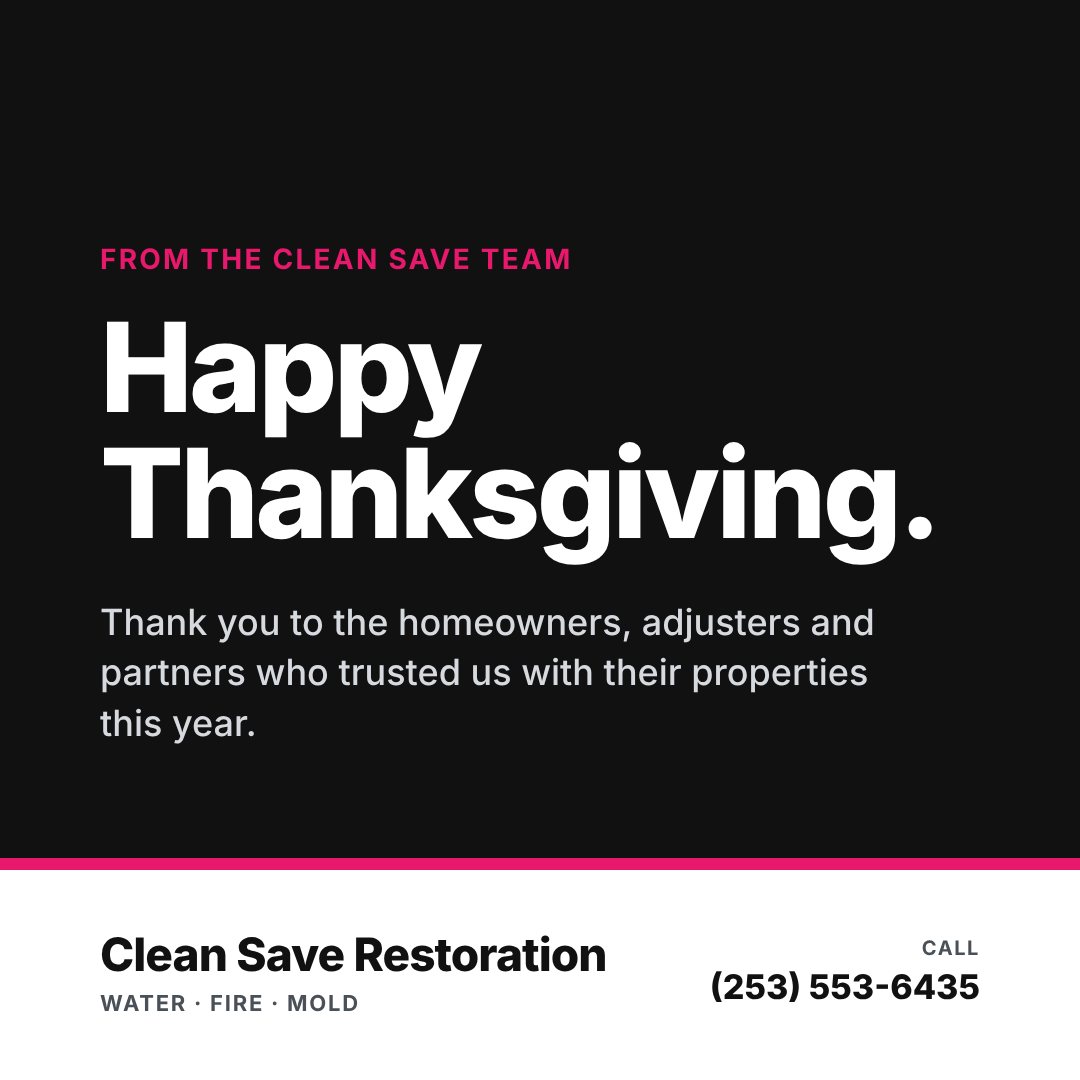 FROM THE CLEAN SAVE TEAM
Happy
Thanksgiving.
Thank you to the homeowners, adjusters and
partners who trusted us with their properties
this year.
Clean Save Restoration
WATER · FIRE · MOLD
CALL
(253) 553-6435